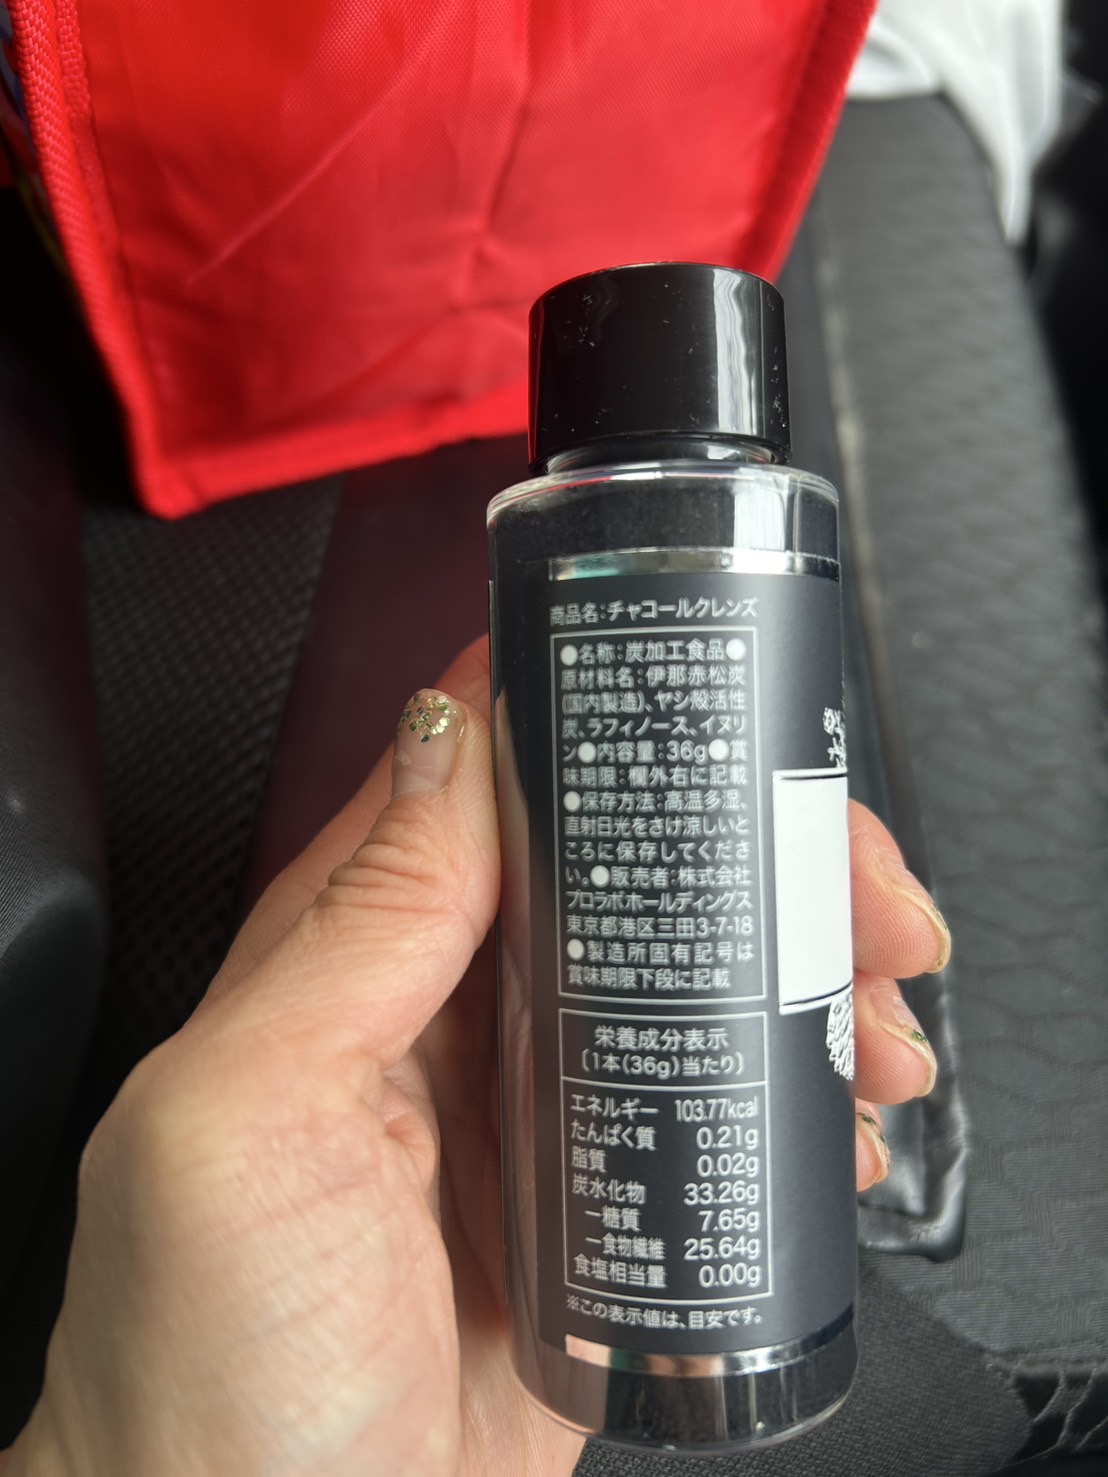 商品名:チャコールクレンズ
●名称:炭加工食品●
原材料名:伊那赤松炭
(国内製造)、ヤシ殻活性
炭、ラフィノース、イヌリ
ン●内容量:36g●賞
味期限:欄外右に記載
●保存方法:高温多湿、
直射日光をさけ涼しいと
ころに保存してくださ
い。●販売者:株式会社
プロラボホールディングス
東京都港区三田3-7-18
●製造所固有記号は
賞味期限下段に記載
栄養成分表示
(1本(36g)当たり)
エネルギー 103.77kcal
たんぱく質 0.21g
脂質 0.02g
炭水化物 33.26g
ー糖質 7.65g
ー食物繊維 25.64g
食塩相当量 0.00g
※この表示値は、目安です。